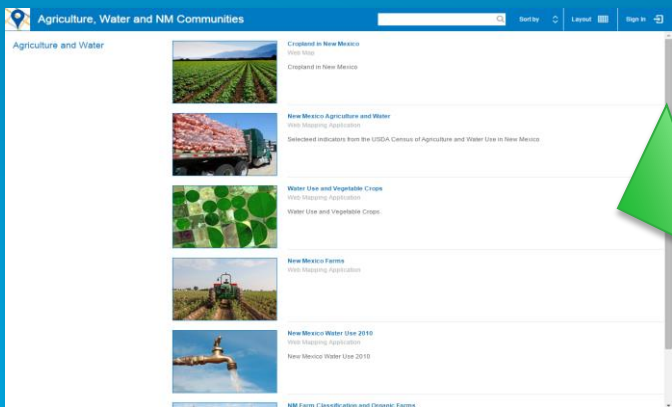 Agriculture, Water and NM Communities
Sort by
Layout
Sign In
Agriculture and Water
Cropland in New Mexico
Web Map
Cropland in New Mexico
New Mexico Agriculture and Water
Web Mapping Application
Selecteed indicators from the USDA Census of Agriculture and Water Use in New Mexico
Water Use and Vegetable Crops
Web Mapping Application
Water Use and Vegetable Crops.
New Mexico Farms
Web Mapping Application
New Mexico Water Use 2010
Web Mapping Application
New Mexico Water Use 2010
NM Farm Classification and Organic Farms